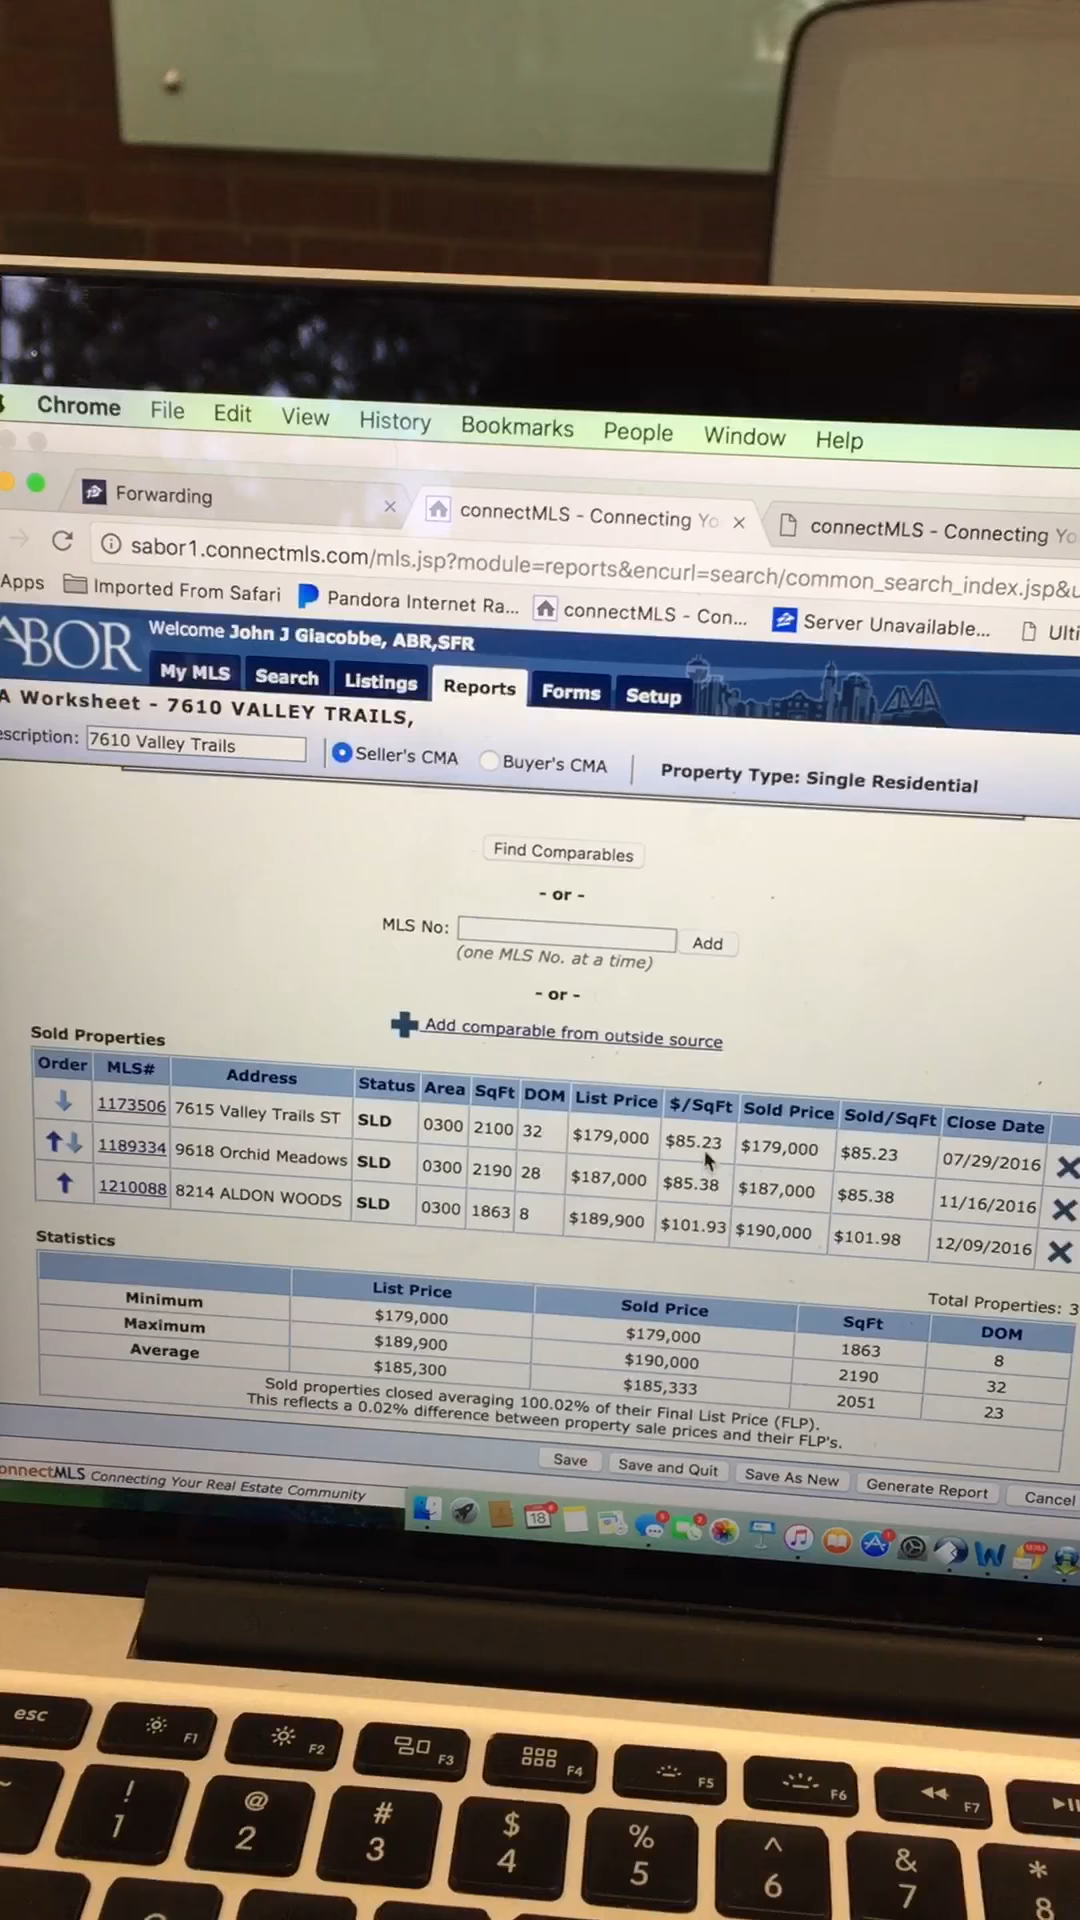 Chrome File Edit View History Bookmarks People Window Help
Forwarding connectMLS - Connecting Yo connectMLS - Connecting Yo
sabor1.connectmls.com/mls.jsp?module=reports&encurl=search/common_search_index.jsp&u
Apps Imported From Safari Pandora Internet Ra... connectMLS - Con... Server Unavailable... Ulti
ABOR Welcome John J Giacobbe, ABR,SFR
My MLS Search Listings Reports Forms Setup
A Worksheet - 7610 VALLEY TRAILS,
escription: 7610 Valley Trails Seller's CMA Buyer's CMA Property Type: Single Residential
Find Comparables
- or -
MLS No: Add
(one MLS No. at a time)
- or -
Add comparable from outside source
Sold Properties
Order MLS# Address Status Area SqFt DOM List Price $/SqFt Sold Price Sold/SqFt Close Date
1173506 7615 Valley Trails ST SLD 0300 2100 32 $179,000 $85.23 $179,000 $85.23 07/29/2016
1189334 9618 Orchid Meadows SLD 0300 2190 28 $187,000 $85.38 $187,000 $85.38 11/16/2016
1210088 8214 ALDON WOODS SLD 0300 1863 8 $189,900 $101.93 $190,000 $101.98 12/09/2016
Statistics
Total Properties: 3
List Price Sold Price SqFt DOM
Minimum $179,000 $179,000 1863 8
Maximum $189,900 $190,000 2190 32
Average $185,300 $185,333 2051 23
Sold properties closed averaging 100.02% of their Final List Price (FLP).
This reflects a 0.02% difference between property sale prices and their FLP's.
Save Save and Quit Save As New Generate Report Cancel
onnectMLS Connecting Your Real Estate Community
18
esc F1 F2 F3 F4 F5 F6 F7
~ ! @ # $ % ^ & *
1 2 3 4 5 6 7 8